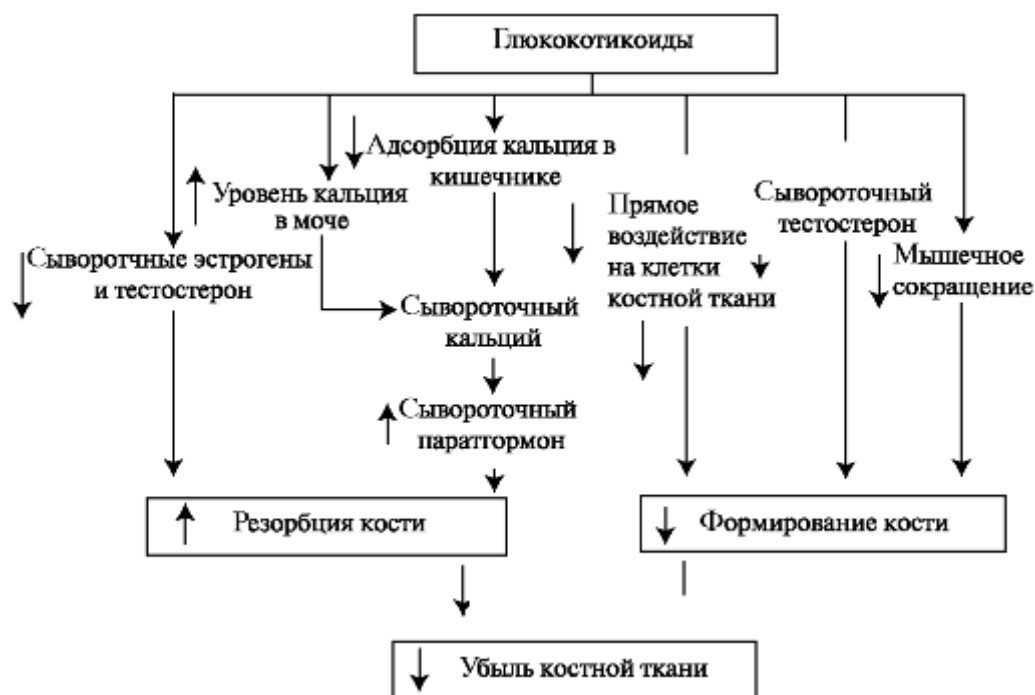 Глюкокотикоиды
Адсорбция кальция в
кишечнике
Уровень кальция
в моче
Сыворотчные эстрогены
и тестостерон
Сывороточный
кальций
Сывороточный
параттормон
Прямое
воздействие
на клетки
костной ткани
Сывороточный
тестостерон
Мышечное
сокращение
Резорбция кости
Формирование кости
Убыль костной ткани